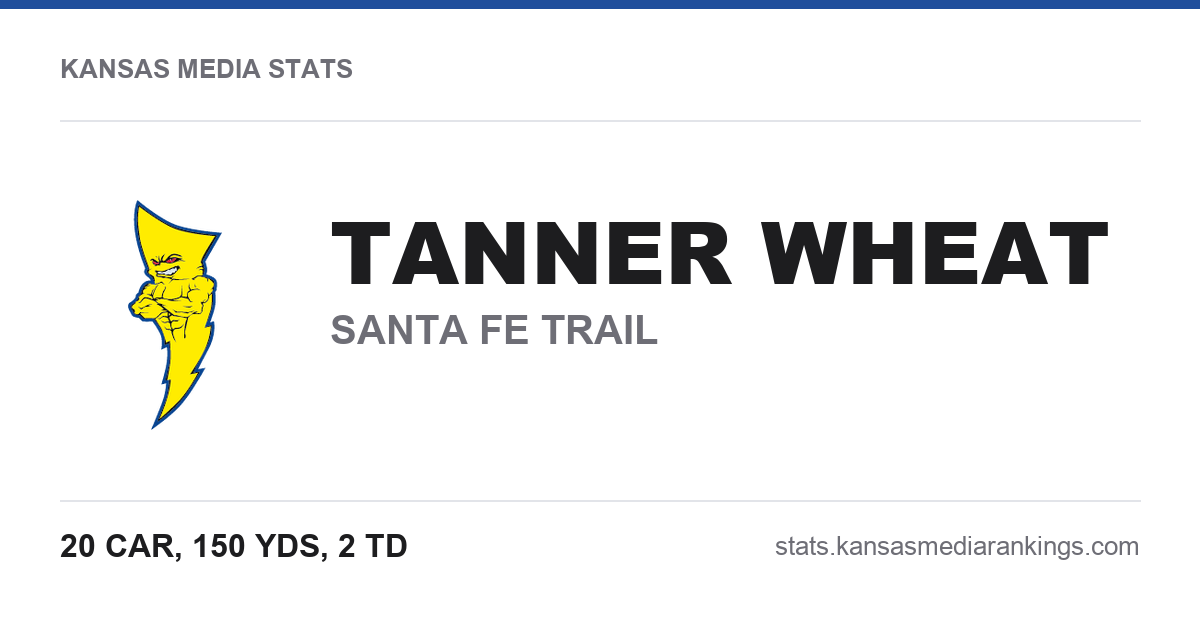 KANSAS MEDIA STATS
TANNER WHEAT
SANTA FE TRAIL
20 CAR, 150 YDS, 2 TD
stats.kansasmediarankings.com